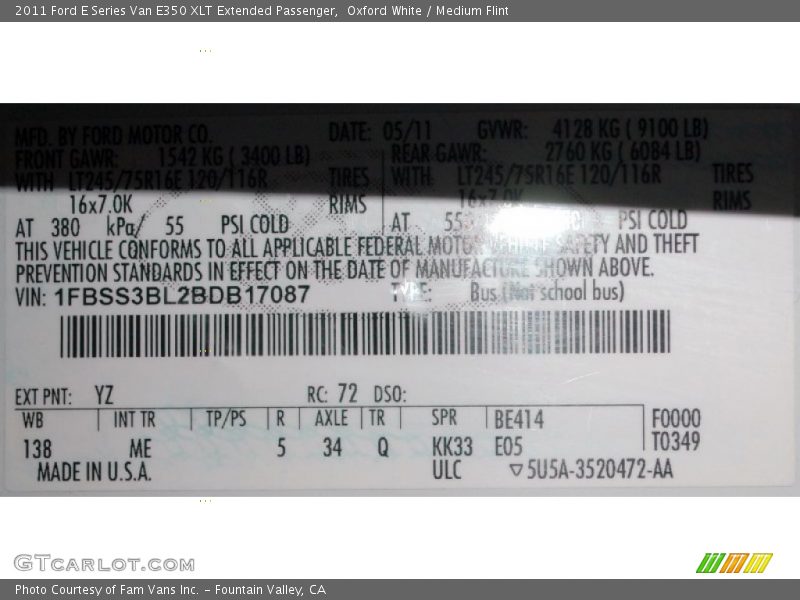 2011 Ford E Series Van E350 XLT Extended Passenger,  Oxford White / Medium Flint
MFD. BY FORD MOTOR CO. DATE: 05/11 GVWR: 4128 KG ( 9100 LB)
FRONT GAWR: 1542 KG ( 3400 LB) REAR GAWR: 2760 KG ( 6084 LB)
WITH LT245/75R16E 120/116R TIRES WITH LT245/75R16E 120/116R TIRES
16x7.0K RIMS 16x7.0K RIMS
AT 380 kPa/ 55 PSI COLD AT 55 PSI COLD
THIS VEHICLE CONFORMS TO ALL APPLICABLE FEDERAL MOTOR VEHICLE SAFETY AND THEFT
PREVENTION STANDARDS IN EFFECT ON THE DATE OF MANUFACTURE SHOWN ABOVE.
VIN: 1FBSS3BL2BDB17087 TYPE: Bus (Not school bus)
EXT PNT: YZ RC: 72 DSO:
WB INT TR TP/PS R AXLE TR SPR BE414 F0000
138 ME 5 34 Q KK33 E05 T0349
MADE IN U.S.A. ULC ▽5U5A-3520472-AA
GTCARLOT.COM
Photo Courtesy of Fam Vans Inc. – Fountain Valley, CA